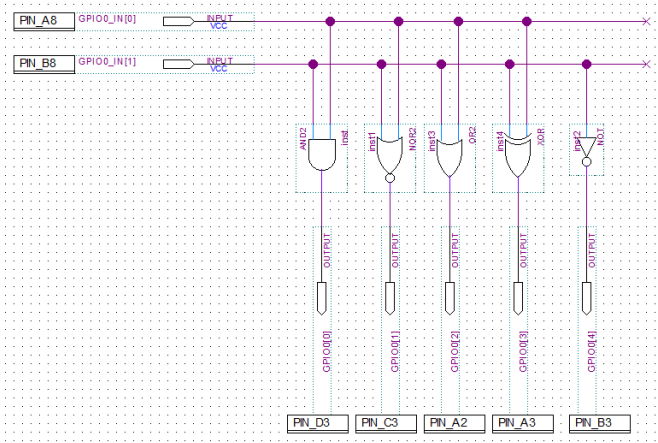 PIN_A8 GPIO0_IN[0] INPUT
VCC
PIN_B8 GPIO0_IN[1] INPUT
VCC
AND2 inst inst1 NOR2 inst3 OR2 inst4 XOR inst2 NOT
OUTPUT OUTPUT OUTPUT OUTPUT OUTPUT
GPIO0[0] GPIO0[1] GPIO0[2] GPIO0[3] GPIO0[4]
PIN_D3 PIN_C3 PIN_A2 PIN_A3 PIN_B3